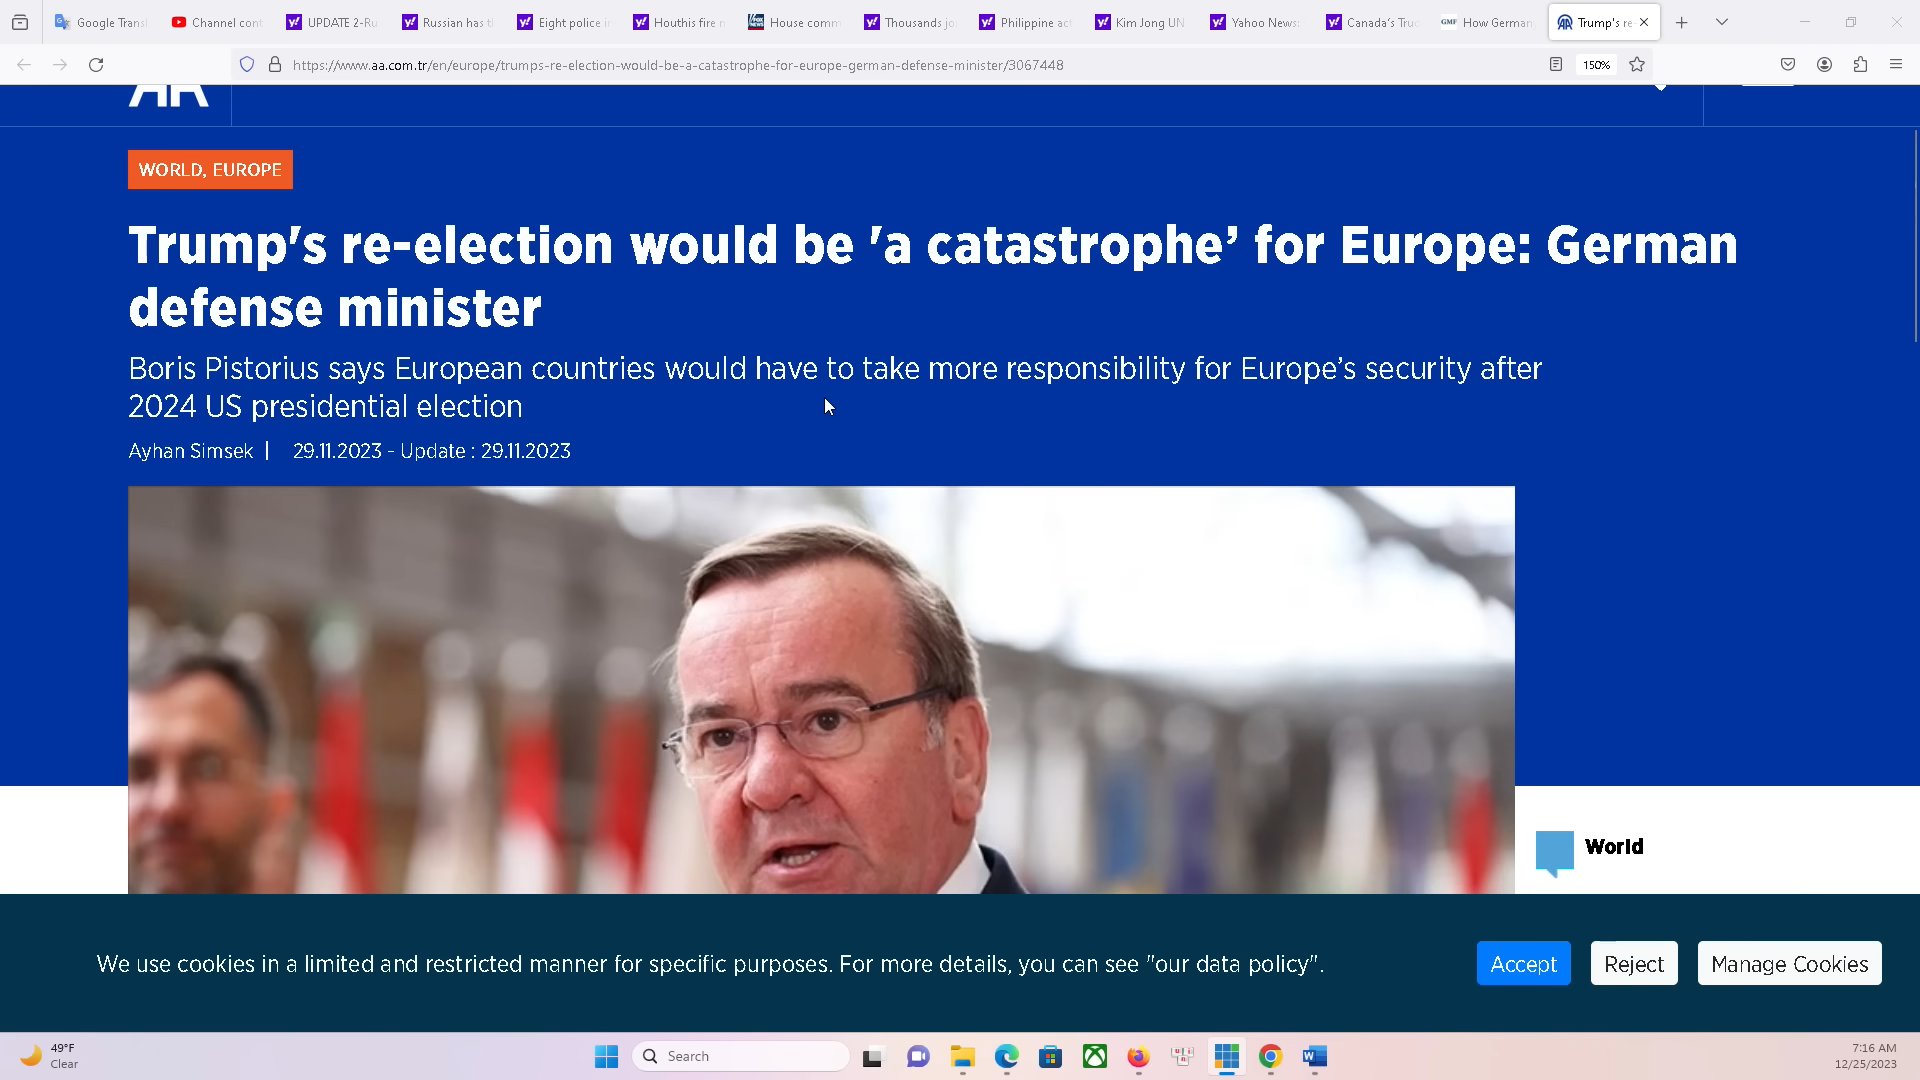 Google Trans
Channel con
UPDATE 2-Ru
Russian has t
Eight police i
Houthis fire
House comm
Thousands jo
Philippine ac
Kim Jong UN
Yahoo News
Canada's Tru
GMF How German
Trump's re
https://www.aa.com.tr/en/europe/trumps-re-election-would-be-a-catastrophe-for-europe-german-defense-minister/3067448
150%
AA
WORLD, EUROPE
Trump's re-election would be 'a catastrophe’ for Europe: German
defense minister
Boris Pistorius says European countries would have to take more responsibility for Europe’s security after
2024 US presidential election
Ayhan Simsek | 29.11.2023 - Update : 29.11.2023
World
We use cookies in a limited and restricted manner for specific purposes. For more details, you can see "our data policy".
Accept
Reject
Manage Cookies
49°F
Clear
Search
7:16 AM
12/25/2023